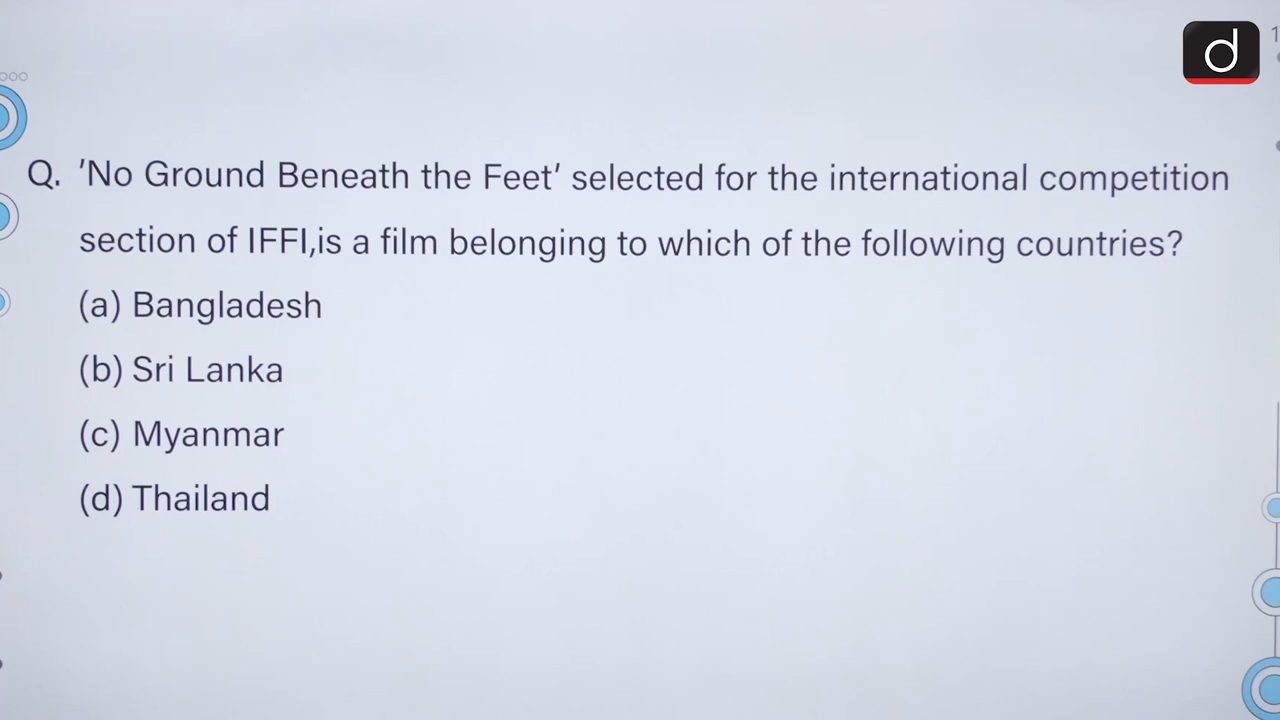 d
1
Q. 'No Ground Beneath the Feet' selected for the international competition
section of IFFI,is a film belonging to which of the following countries?
(a) Bangladesh
(b) Sri Lanka
(c) Myanmar
(d) Thailand